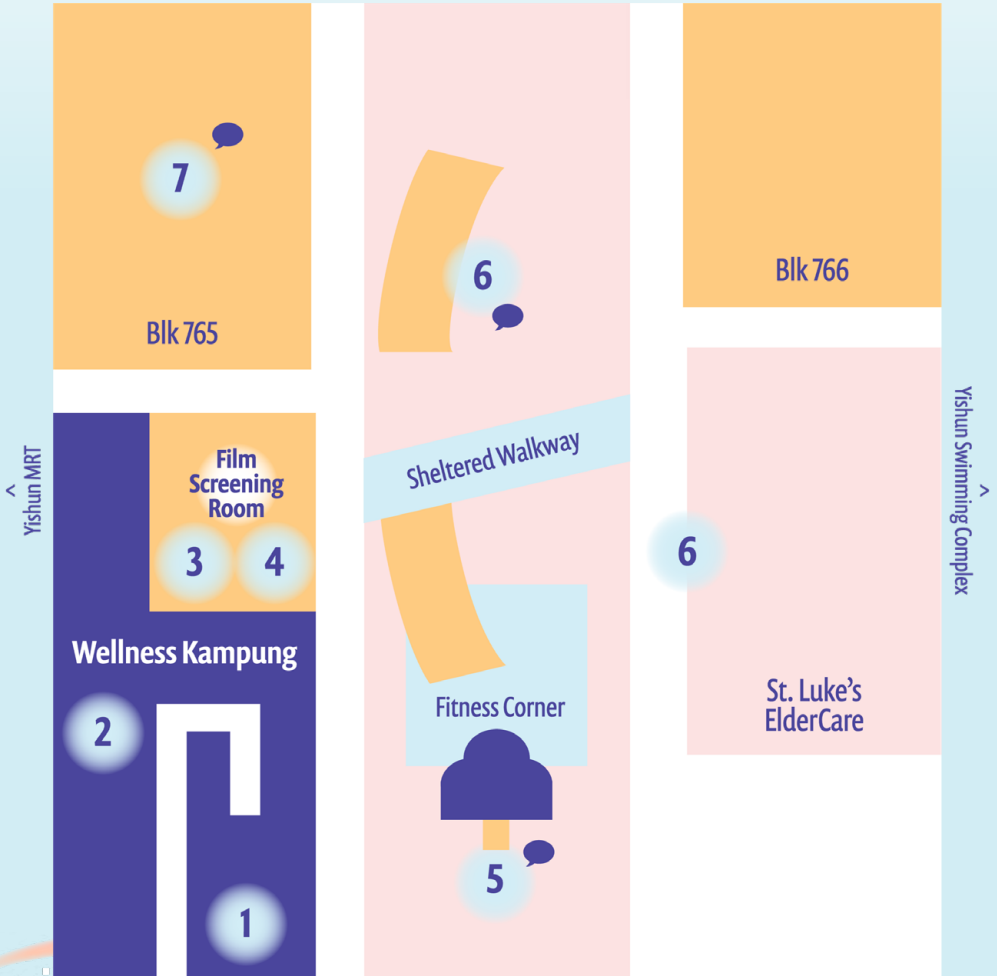 7
Blk 765
6
Blk 766
< Yishun MRT
Film
Screening
Room
3
4
Sheltered Walkway
6
Yishun Swimming Complex >
Wellness Kampung
2
1
Fitness Corner
5
St. Luke’s
ElderCare